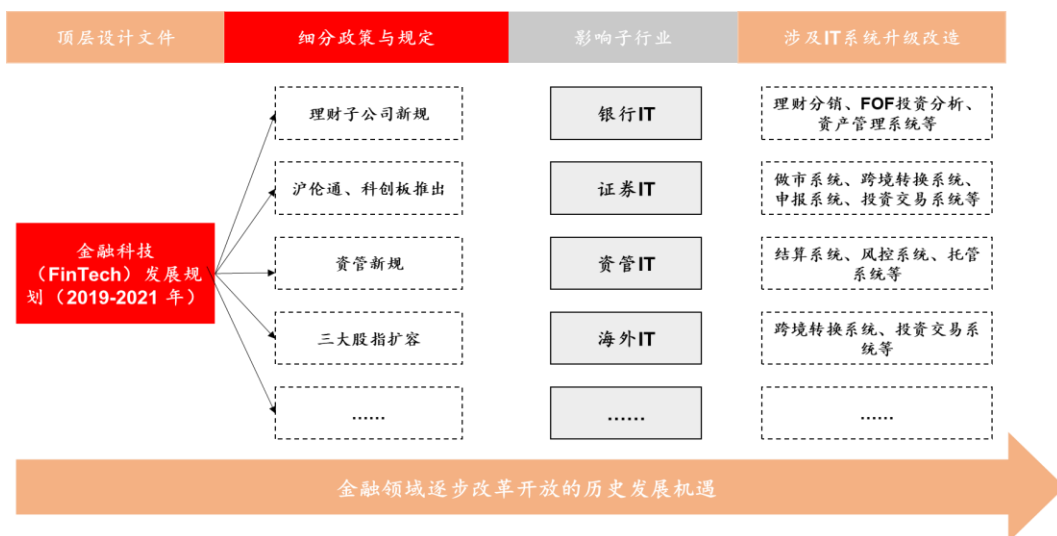 顶层设计文件
细分政策与规定
影响子行业
涉及IT系统升级改造
理财子公司新规
银行IT
理财分销、FOF投资分析、
资产管理系统等
沪伦通、科创板推出
证券IT
做市系统、跨境转换系统、
申报系统、投资交易系统等
金融科技
（FinTech）发展规
划（2019-2021 年）
资管新规
资管IT
结算系统、风控系统、托管
系统等
三大股指扩容
海外IT
跨境转换系统、投资交易系
统等
......
......
......
金融领域逐步改革开放的历史发展机遇